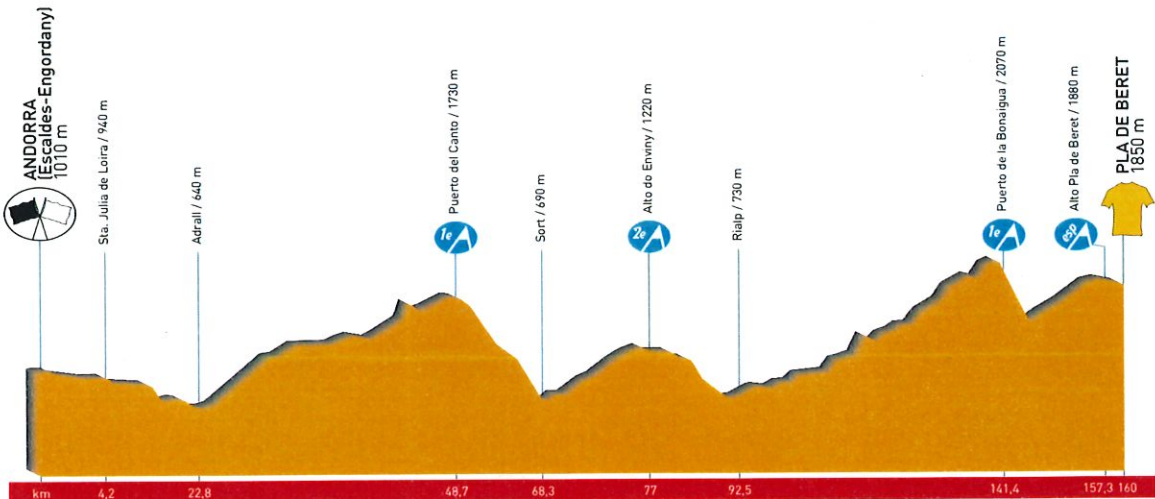 ANDORRA
(Escaldes-Engordany)
1010 m
Sta. Julia de Loira / 940 m
Adrall / 640 m
Puerto del Canto / 1730 m
1e
Sort / 690 m
Alto do Enviny / 1220 m
2e
Rialp / 730 m
Puerto de la Bonaigua / 2070 m
1e
Alto Pla de Beret / 1880 m
esp
PLA DE BERET
1850 m
km 4,2 22,8 48,7 68,3 77 92,5 141,4 157,3 160